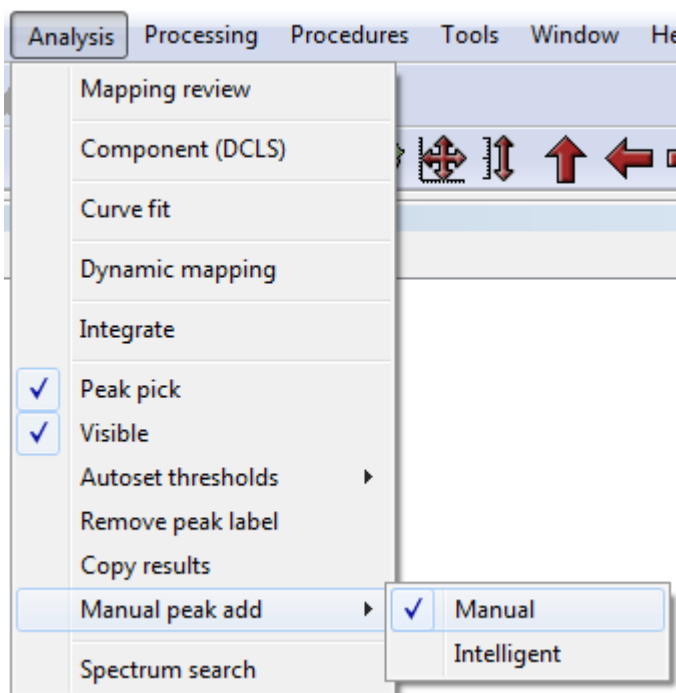 Analysis Processing Procedures Tools Window He
Mapping review
Component (DCLS)
Curve fit
Dynamic mapping
Integrate
Peak pick
Visible
Autoset thresholds
Remove peak label
Copy results
Manual peak add
Manual
Intelligent
Spectrum search